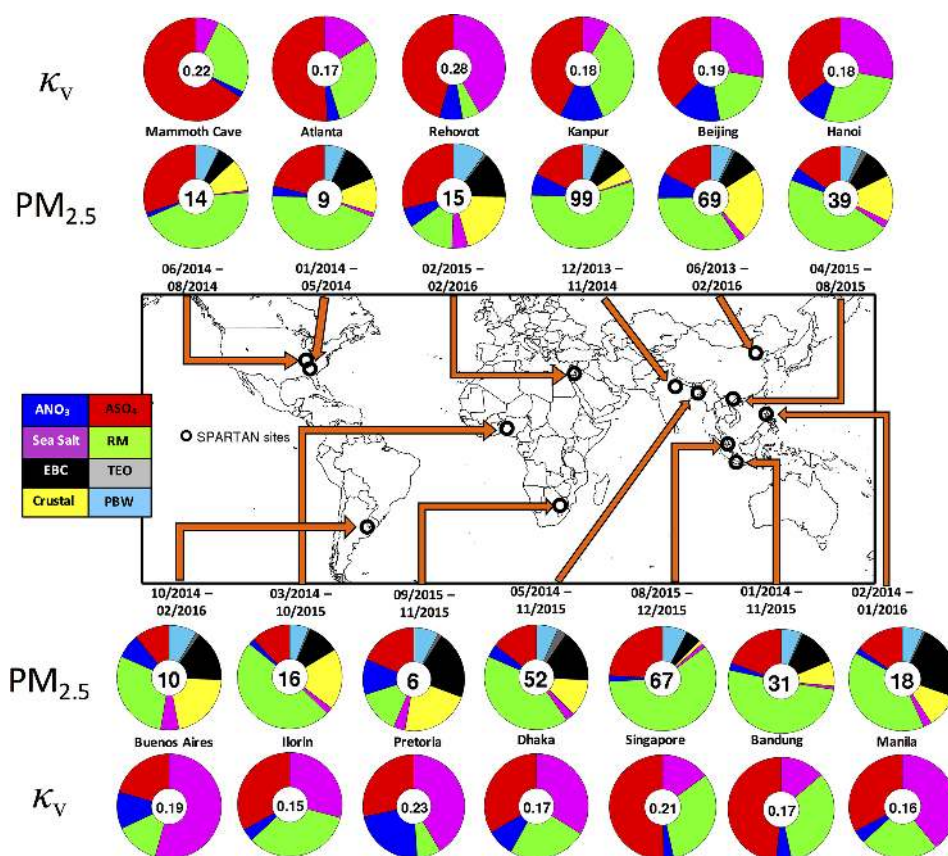 κv
0.22 0.17 0.28 0.18 0.19 0.18
Mammoth Cave Atlanta Rehovot Kanpur Beijing Hanoi
PM2.5
14 9 15 99 69 39
06/2014 – 01/2014 – 02/2015 – 12/2013 – 06/2013 – 04/2015 –
08/2014 05/2014 02/2016 11/2014 02/2016 08/2015
ANO₃ ASO₄
Sea Salt RM
EBC TEO
Crustal PBW
SPARTAN sites
10/2014 – 03/2014 – 09/2015 – 05/2014 – 08/2015 – 01/2014 – 02/2014 –
02/2016 10/2015 11/2015 11/2015 12/2015 11/2015 01/2016
PM2.5
10 16 6 52 67 31 18
Buenos Aires Ilorin Pretoria Dhaka Singapore Bandung Manila
κv
0.19 0.15 0.23 0.17 0.21 0.17 0.16